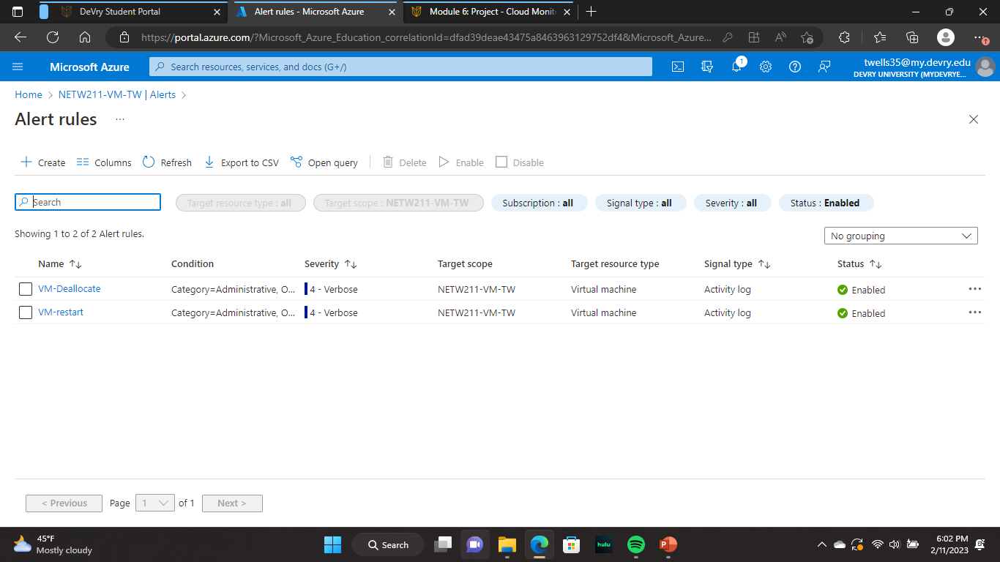 DeVry Student Portal
Alert rules - Microsoft Azure
Module 6: Project - Cloud Monit
https://portal.azure.com/?Microsoft_Azure_Education_correlationId=dfad39deae43475a8463963129752df4&Microsoft_Azure...
Microsoft Azure
Search resources, services, and docs (G+/)
1
twells35@my.devry.edu
DEVRY UNIVERSITY (MYDEVRYE...
Home > NETW211-VM-TW | Alerts >
Alert rules ...
Create Columns Refresh Export to CSV Open query Delete Enable Disable
Search Target resource type : all Target scope : NETW211-VM-TW Subscription : all Signal type : all Severity : all Status : Enabled
Showing 1 to 2 of 2 Alert rules.
No grouping
Name Condition Severity Target scope Target resource type Signal type Status
VM-Deallocate Category=Administrative, O... 4 - Verbose NETW211-VM-TW Virtual machine Activity log Enabled
VM-restart Category=Administrative, O... 4 - Verbose NETW211-VM-TW Virtual machine Activity log Enabled
< Previous Page 1 of 1 Next >
45°F
Mostly cloudy
Search
hulu
6:02 PM
2/11/2023